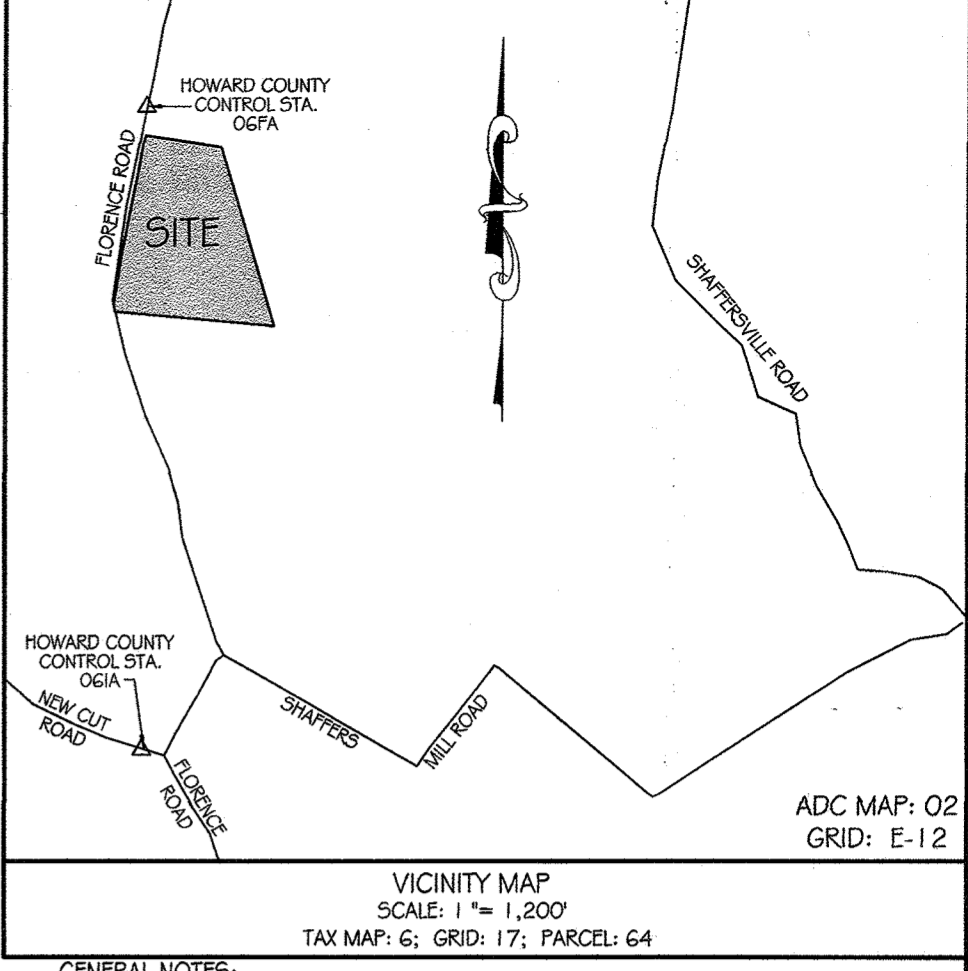 HOWARD COUNTY
CONTROL STA.
06FA
FLORENCE ROAD
SITE
SHAFFERSVILLE ROAD
HOWARD COUNTY
CONTROL STA.
061A
NEW CUT
ROAD
SHAFFERS
MILL ROAD
FLORENCE
ROAD
ADC MAP: 02
GRID: E-12
VICINITY MAP
SCALE: 1 "= 1,200'
TAX MAP: 6; GRID: 17; PARCEL: 64
GENERAL NOTES: